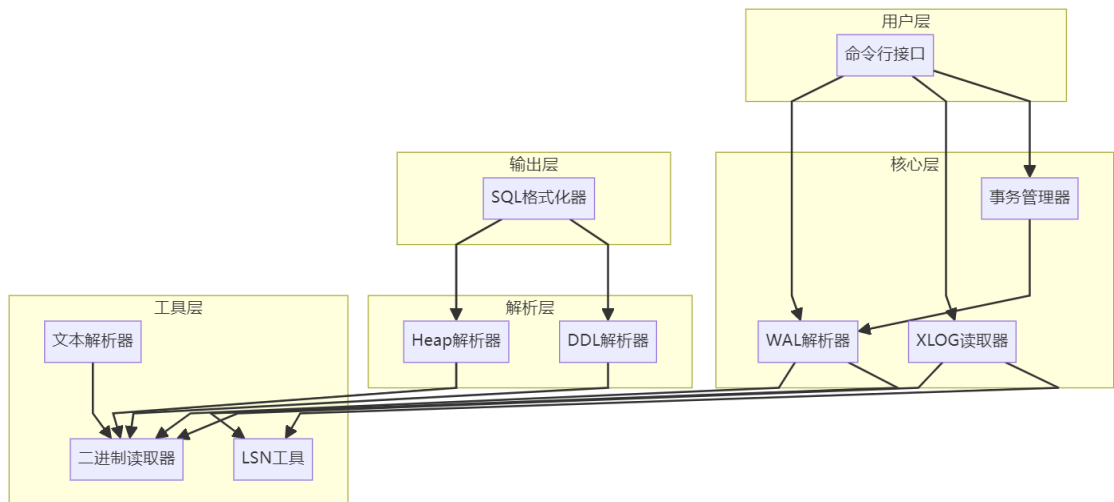 用户层
命令行接口
输出层
SQL格式化器
核心层
事务管理器
工具层
文本解析器
解析层
Heap解析器
DDL解析器
WAL解析器
XLOG读取器
二进制读取器
LSN工具